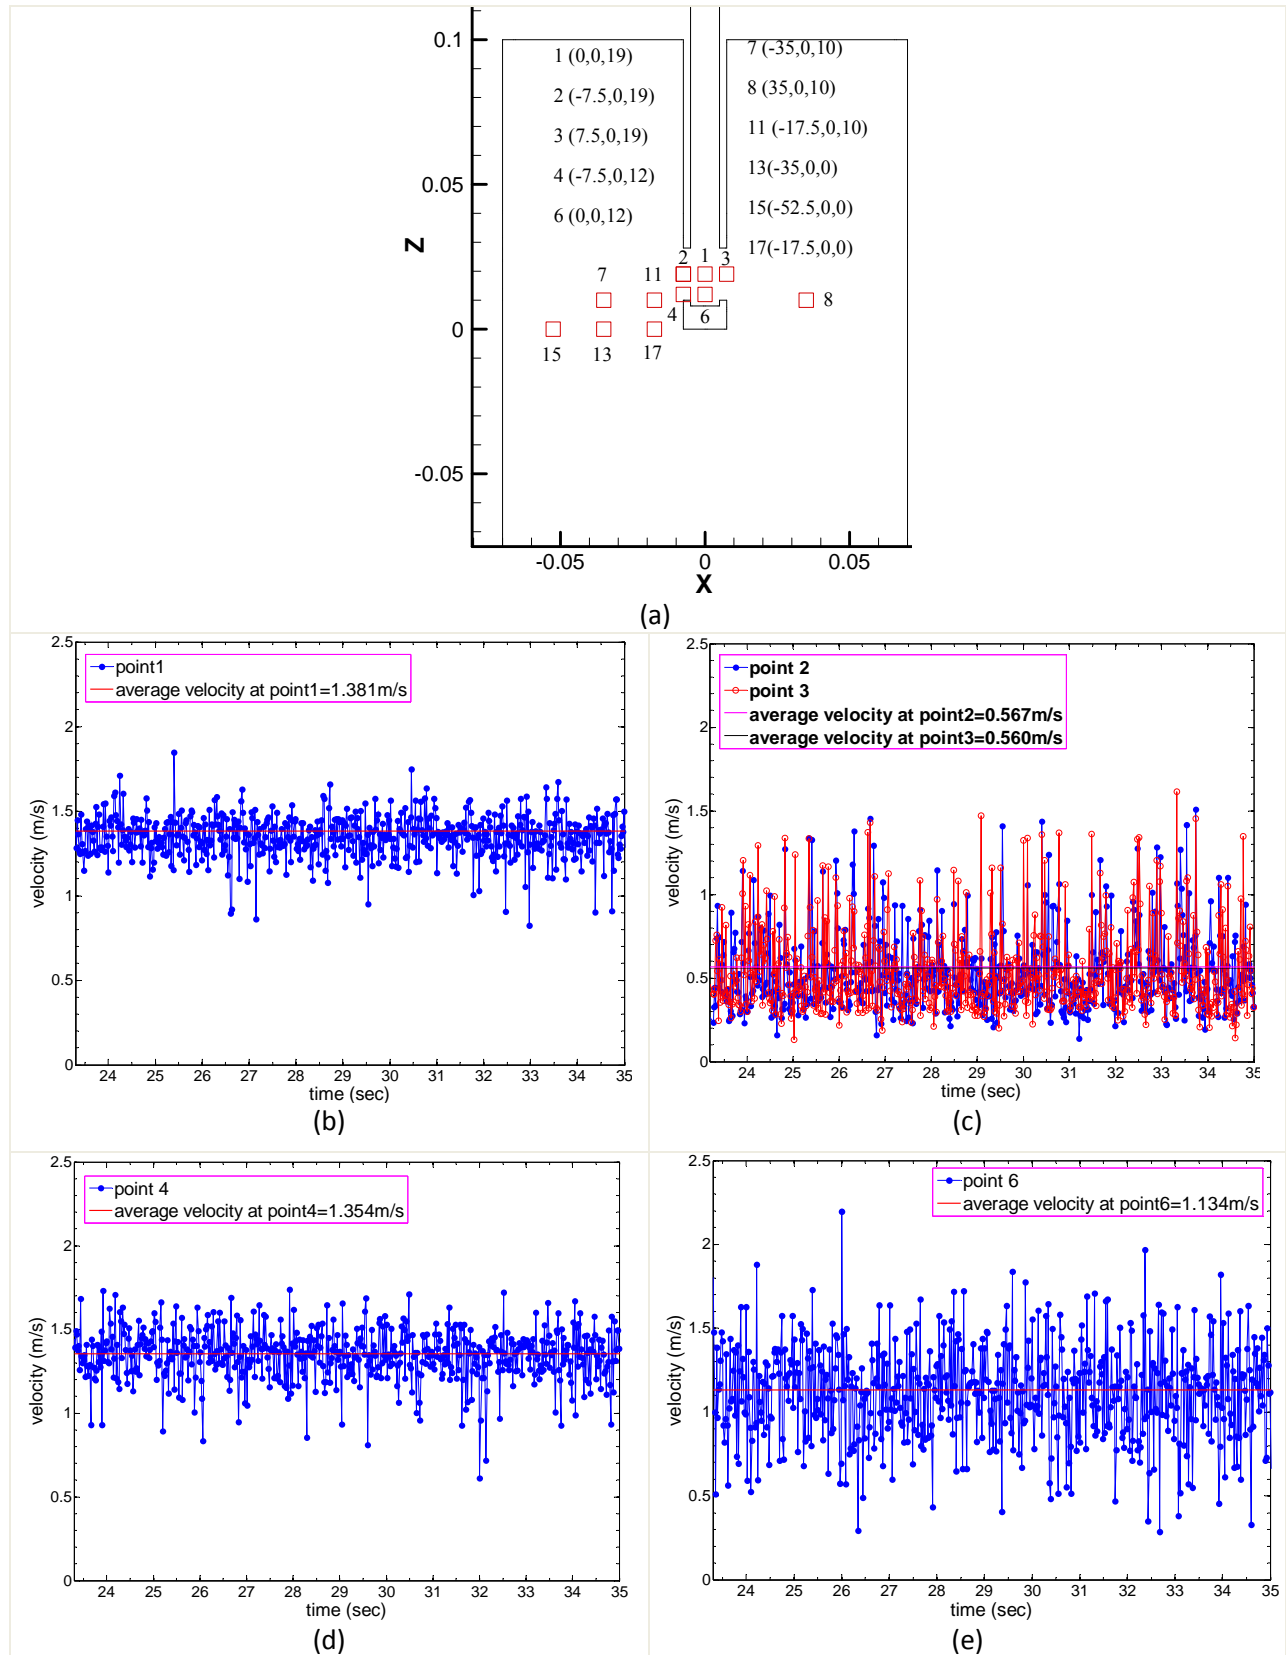 0.1
0.05
0
-0.05
Z
1 (0,0,19)
2 (-7.5,0,19)
3 (7.5,0,19)
4 (-7.5,0,12)
6 (0,0,12)
7 (-35,0,10)
8 (35,0,10)
11 (-17.5,0,10)
13(-35,0,0)
15(-52.5,0,0)
17(-17.5,0,0)
2 1 3
7 11
8
4 6
15 13 17
-0.05 0 0.05
X
(a)
2.5
2
1.5
1
0.5
0
velocity (m/s)
point1
average velocity at point1=1.381m/s
24 25 26 27 28 29 30 31 32 33 34 35
time (sec)
(b)
2.5
2
1.5
1
0.5
0
velocity (m/s)
point 2
point 3
average velocity at point2=0.567m/s
average velocity at point3=0.560m/s
24 25 26 27 28 29 30 31 32 33 34 35
time (sec)
(c)
2.5
2
1.5
1
0.5
0
velocity (m/s)
point 4
average velocity at point4=1.354m/s
24 25 26 27 28 29 30 31 32 33 34 35
time (sec)
(d)
2.5
2
1.5
1
0.5
0
velocity (m/s)
point 6
average velocity at point6=1.134m/s
24 25 26 27 28 29 30 31 32 33 34 35
time (sec)
(e)